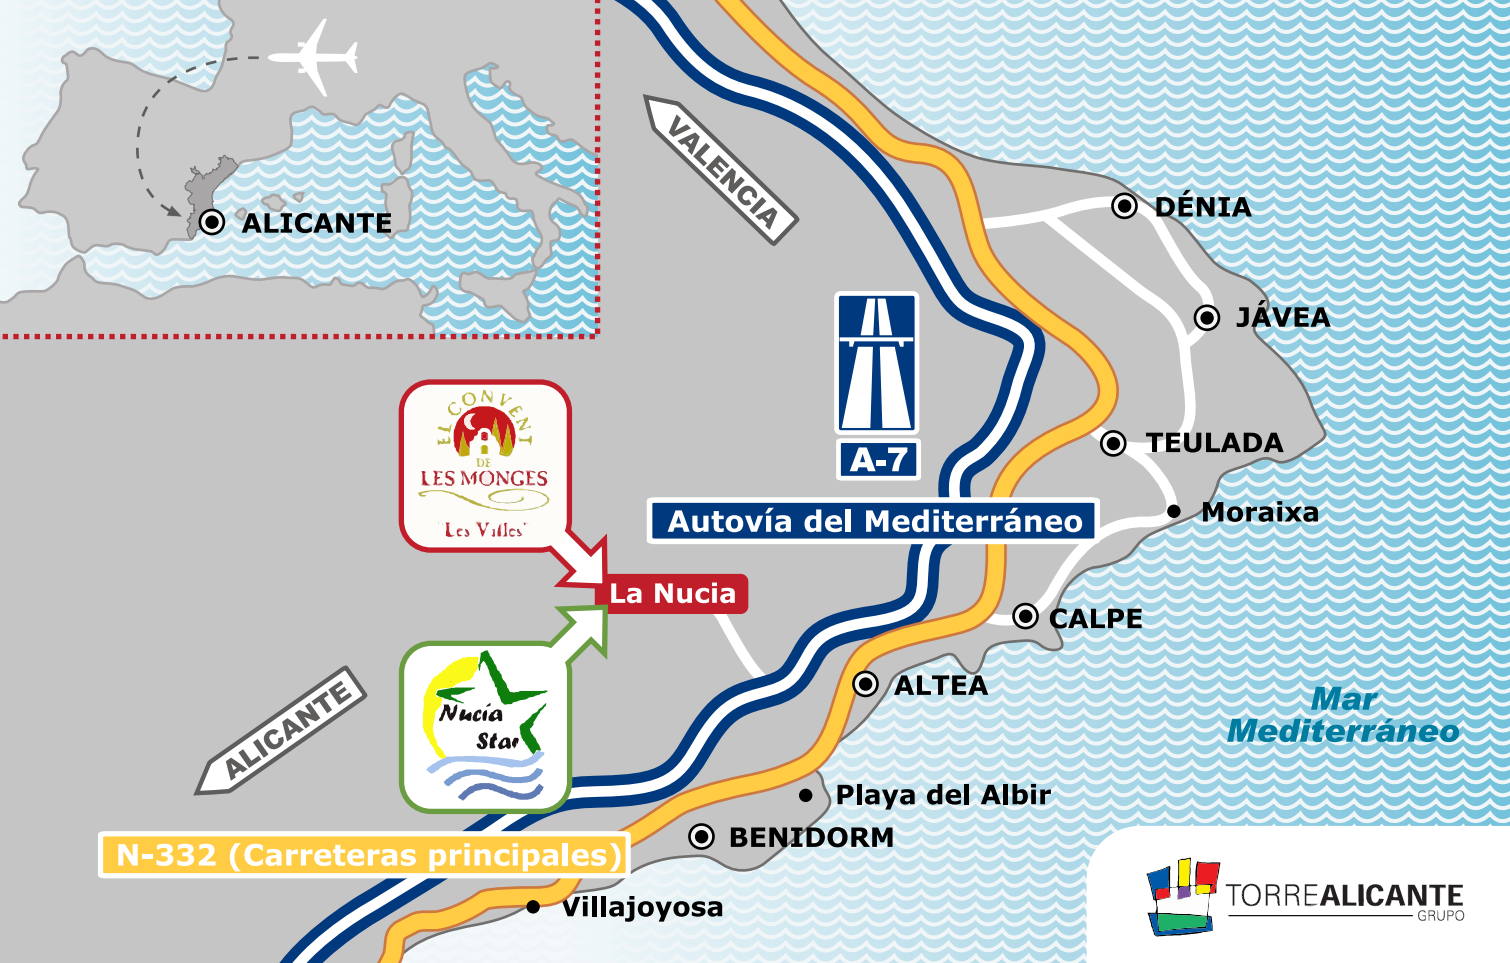 ALICANTE
VALENCIA
DÉNIA
JÁVEA
A-7
TEULADA
EL CONVENT
DE
LES MONGES
"Les Valles"
Autovía del Mediterráneo
Moraixa
La Nucia
CALPE
ALTEA
ALICANTE
Nucía
Star
Mar
Mediterráneo
Playa del Albir
BENIDORM
N-332 (Carreteras principales)
Villajoyosa
TORREALICANTE
GRUPO